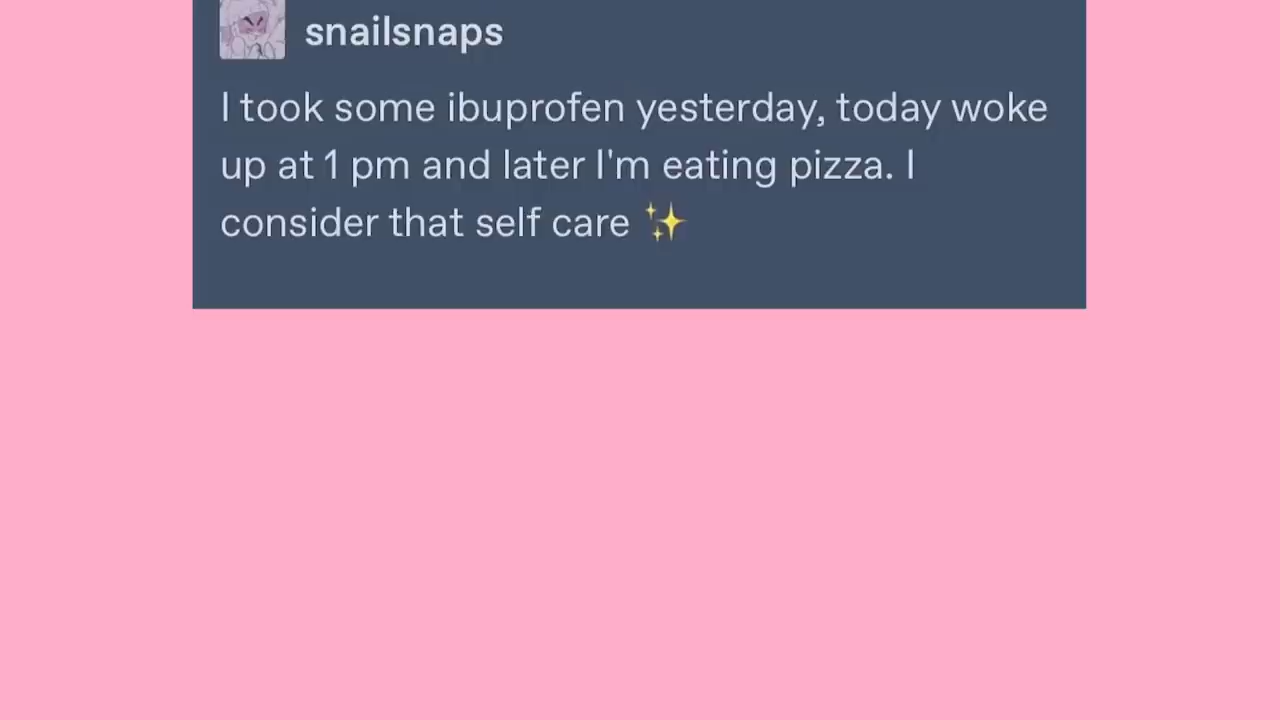 snailsnaps
I took some ibuprofen yesterday, today woke
up at 1 pm and later I'm eating pizza. I
consider that self care ✨